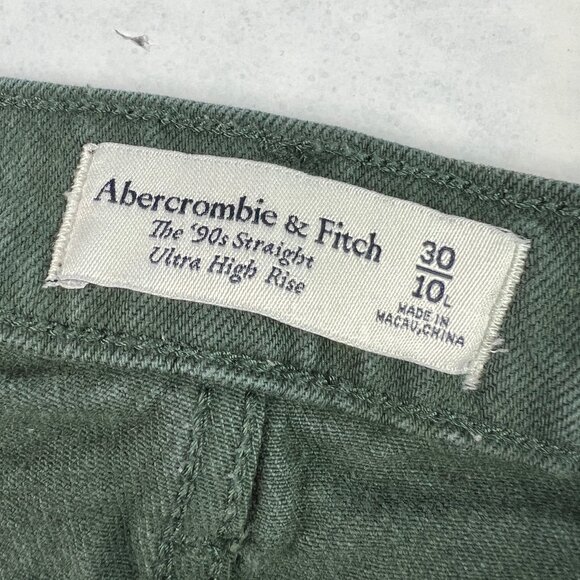 Abercrombie & Fitch
The '90s Straight
Ultra High Rise
30
10L
MADE IN
MACAU, CHINA